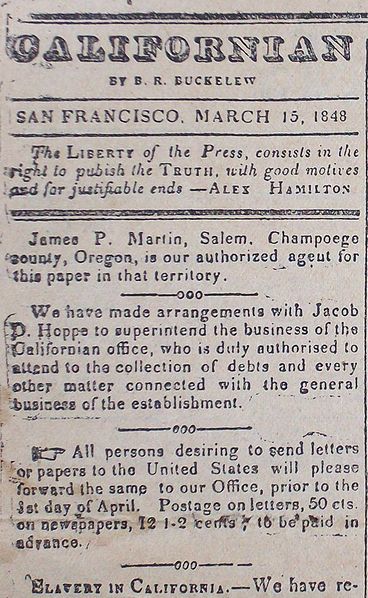 CALIFORNIAN
BY B. R. BUCKELEW
SAN FRANCISCO, MARCH 15, 1848
The LIBERTY of the Press, consists in the
right to pubish the TRUTH, with good motives
and for justifiable ends —ALEX HAMILTON
James P. Martin, Salem, Champoego
county, Oregon, is our authorized agent for
this paper in that territory.
—ooo—
We have made arrangements with Jacob
D. Hoppe to superintend the business of the
Californian office, who is duly authorised to
attend to the collection of debts and every
other matter connected with the general
business of the establishment.
—ooo—
☞ All persons desiring to send letters
or papers to the United States will please
forward the same to our Office, prior to the
1st day of April. Postage on letters, 50 cts.
on newspapers, 12 1-2 cents; to be paid in
advance.
—ooo—
SLAVERY IN CALIFORNIA.—We have re-